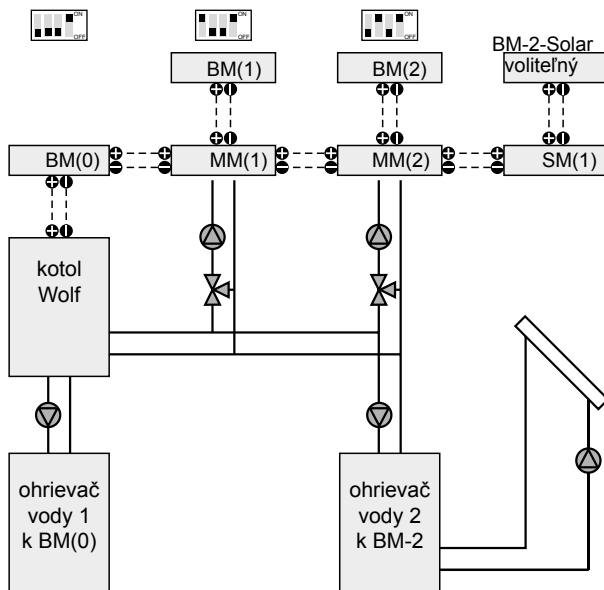 ON
OFF
ON
OFF
ON
OFF
BM(1)
BM(2)
BM-2-Solar
voliteľný
BM(0)
MM(1)
MM(2)
SM(1)
kotol
Wolf
ohrievač
vody 1
k BM(0)
ohrievač
vody 2
k BM-2